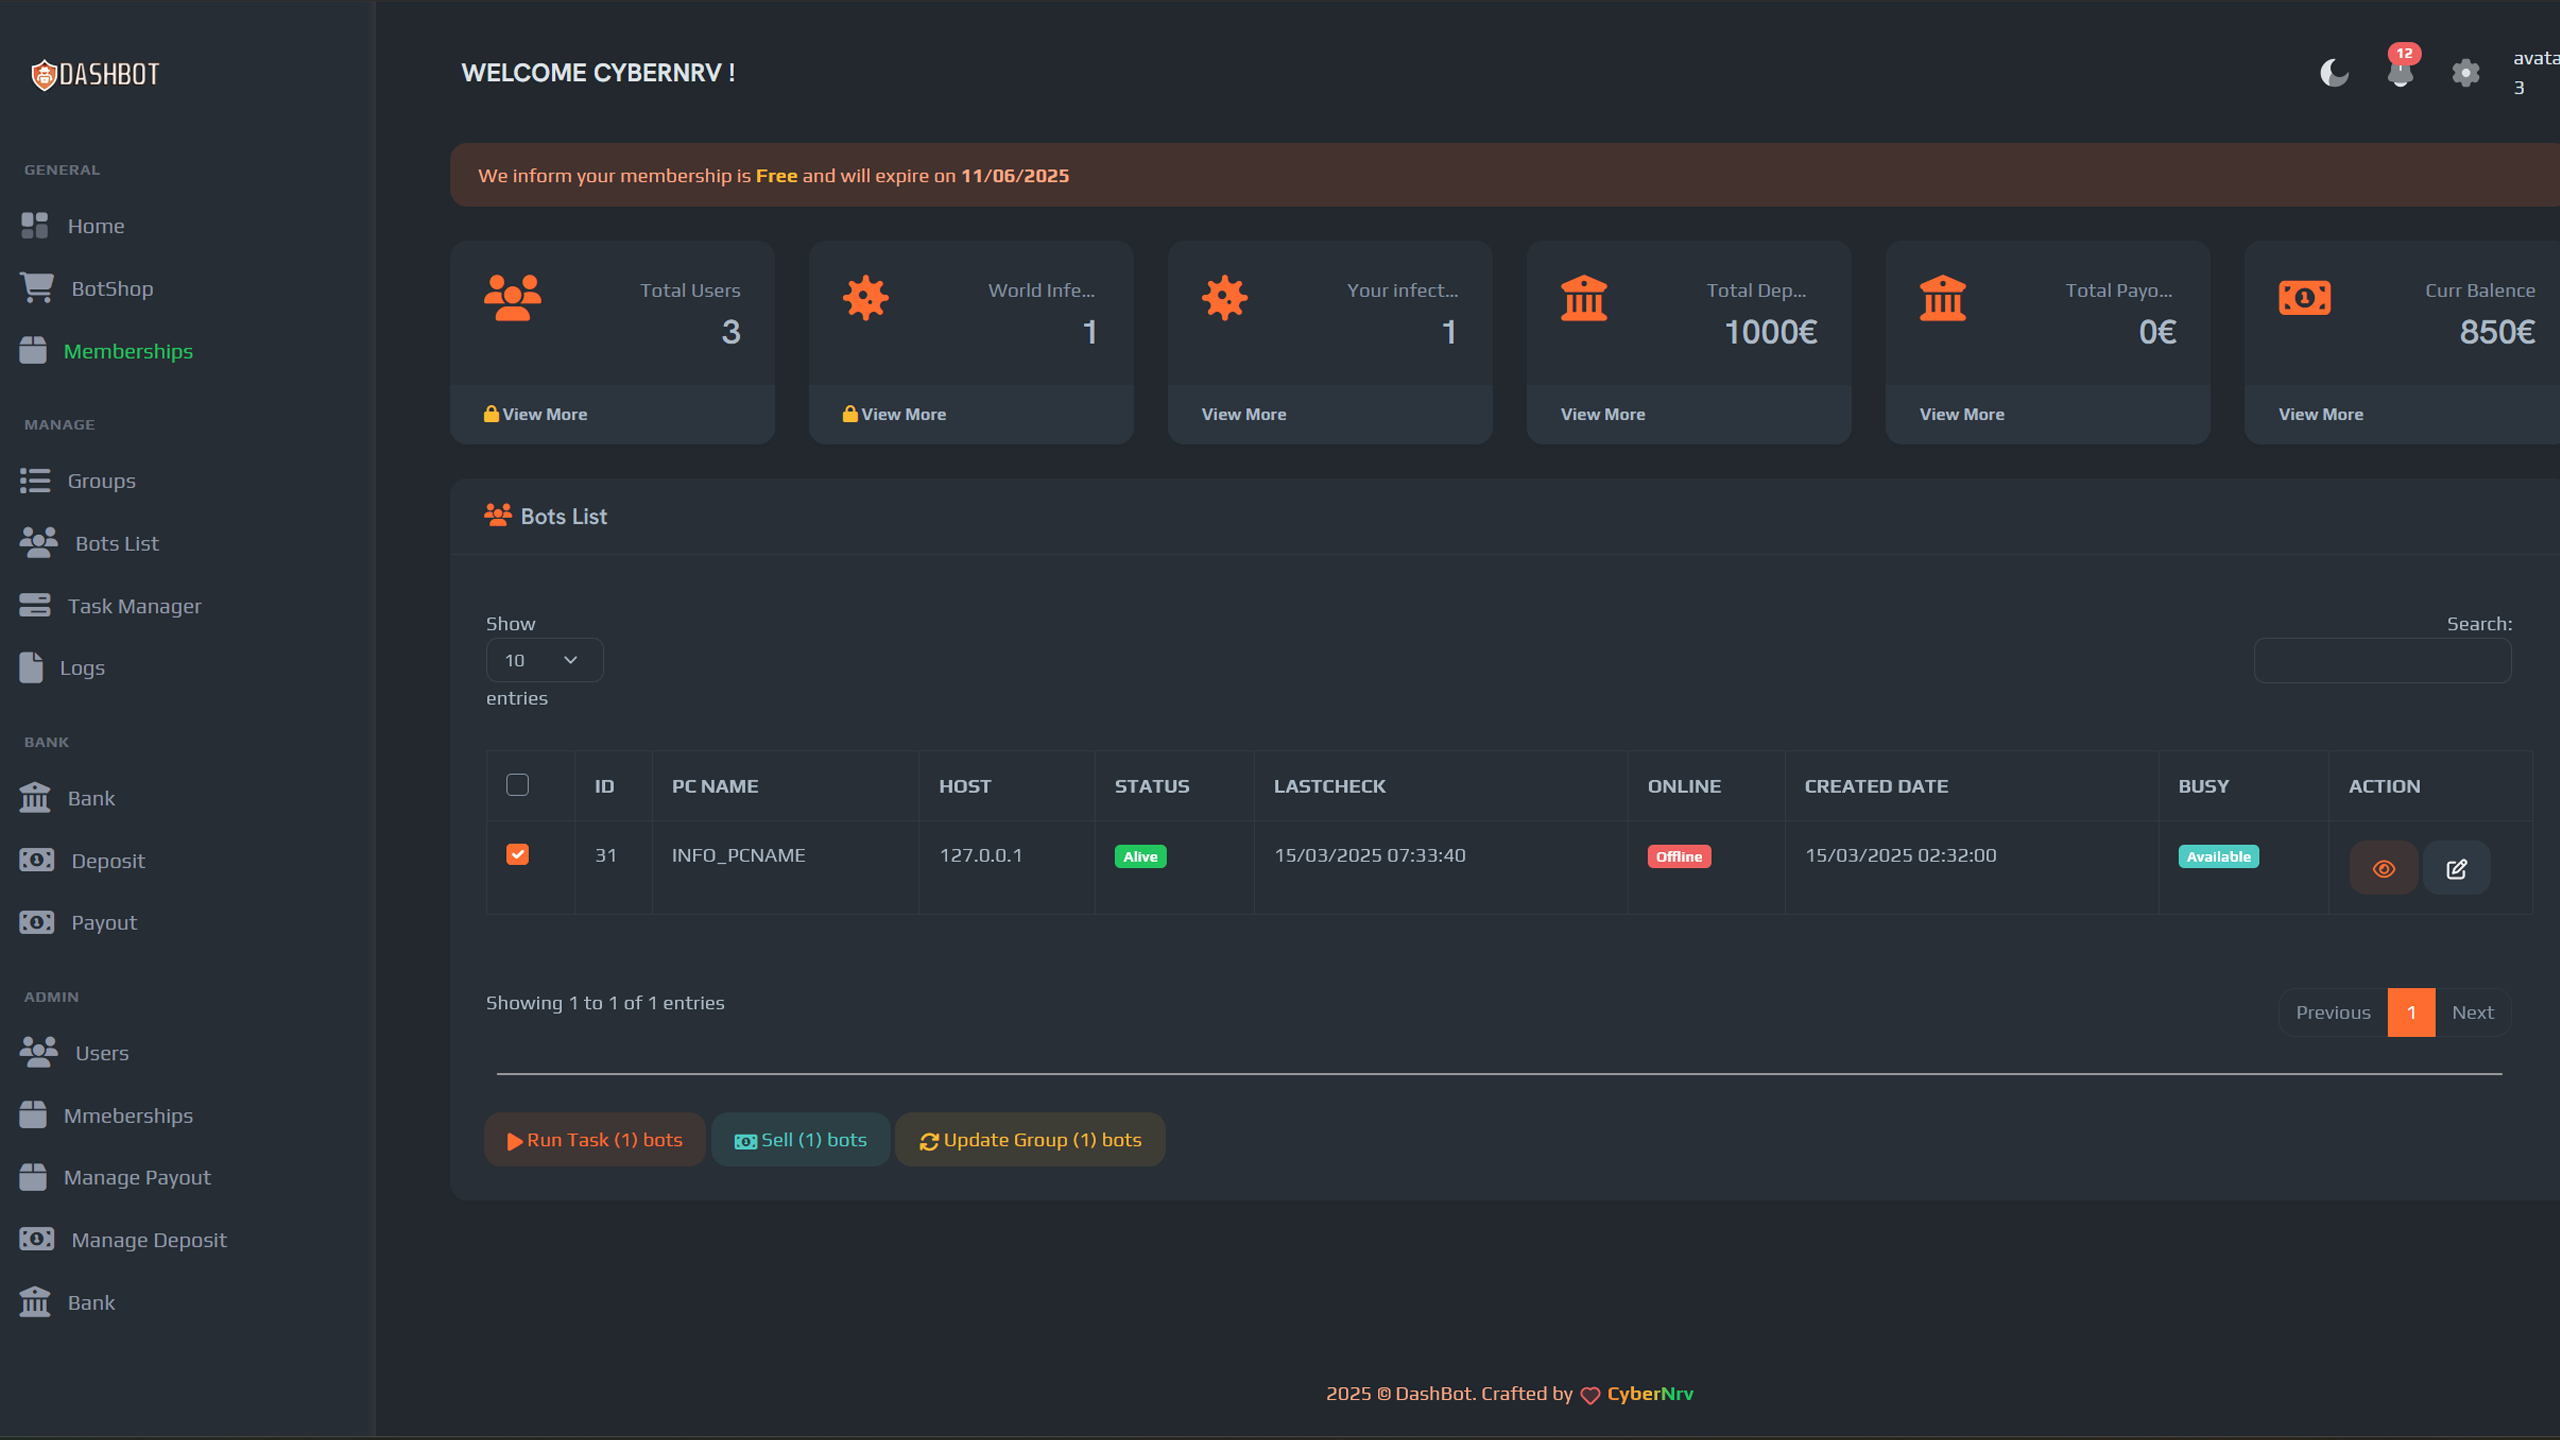 DASHBOT
WELCOME CYBERNRV !
12
avata
3
GENERAL
Home
BotShop
Memberships
MANAGE
Groups
Bots List
Task Manager
Logs
BANK
Bank
Deposit
Payout
ADMIN
Users
Mmeberships
Manage Payout
Manage Deposit
Bank
We inform your membership is Free and will expire on 11/06/2025
Total Users
3
View More
World Infe...
1
View More
Your infect...
1
View More
Total Dep...
1000€
View More
Total Payo...
0€
View More
Curr Balence
850€
View More
Bots List
Show
10
entries
Search:
ID PC NAME HOST STATUS LASTCHECK ONLINE CREATED DATE BUSY ACTION
31 INFO_PCNAME 127.0.0.1 Alive 15/03/2025 07:33:40 Offline 15/03/2025 02:32:00 Available
Showing 1 to 1 of 1 entries
Previous 1 Next
Run Task (1) bots Sell (1) bots Update Group (1) bots
2025 © DashBot. Crafted by CyberNrv